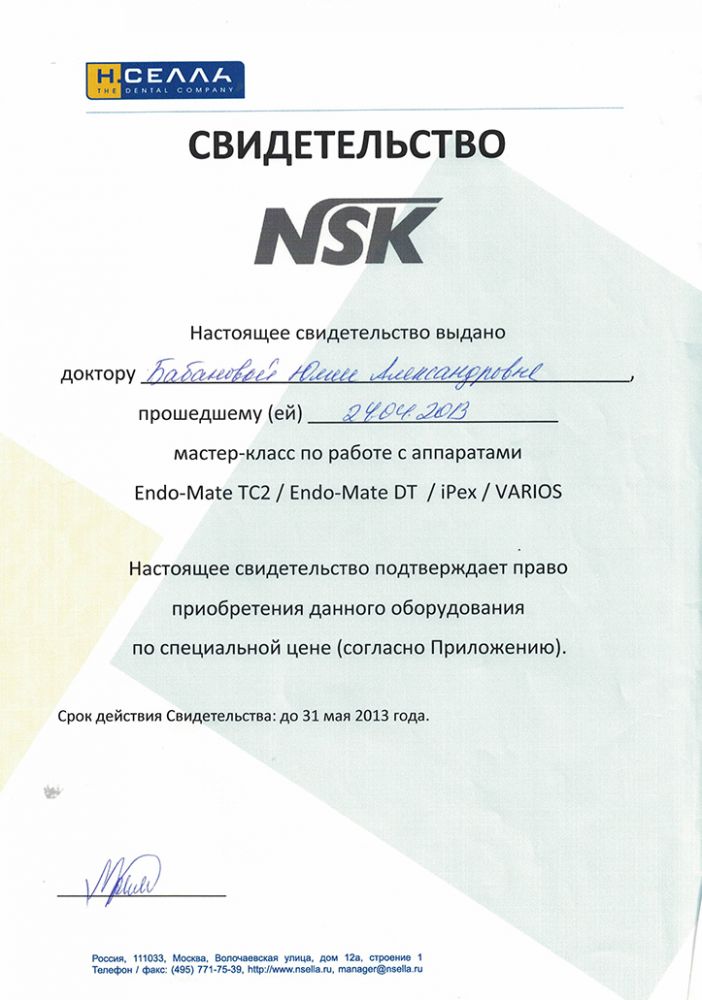 Н.СЕЛЛА
THE DENTAL COMPANY
СВИДЕТЕЛЬСТВО
NSK
Настоящее свидетельство выдано
доктору Бабановой Юлии Александровне,
прошедшему (ей) 24.04.2013
мастер-класс по работе с аппаратами
Endo-Mate TC2 / Endo-Mate DT / iPex / VARIOS
Настоящее свидетельство подтверждает право
приобретения данного оборудования
по специальной цене (согласно Приложению).
Срок действия Свидетельства: до 31 мая 2013 года.
Россия, 111033, Москва, Волочаевская улица, дом 12а, строение 1
Телефон / факс: (495) 771-75-39, http://www.nsella.ru, manager@nsella.ru